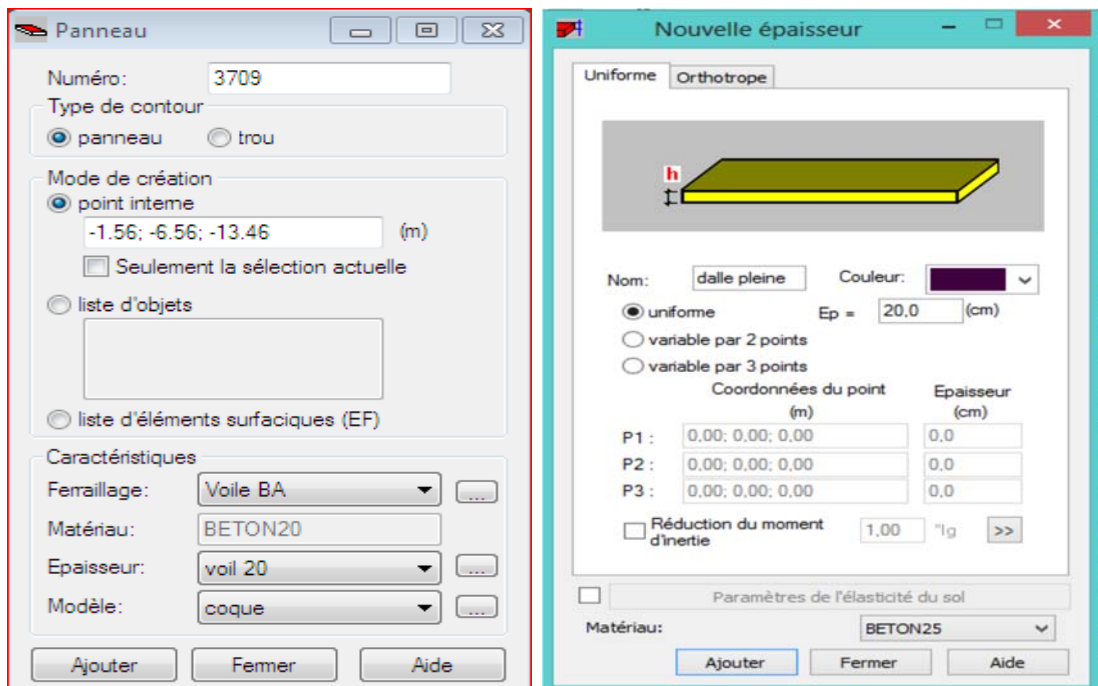 Panneau
Numéro: 3709
Type de contour
panneau trou
Mode de création
point interne
-1.56; -6.56; -13.46 (m)
Seulement la sélection actuelle
liste d'objets
liste d'éléments surfaciques (EF)
Caractéristiques
Ferraillage: Voile BA ...
Matériau: BETON20
Epaisseur: voil 20 ...
Modèle: coque ...
Ajouter Fermer Aide
Nouvelle épaisseur
Uniforme Orthotrope
h
Nom: dalle pleine Couleur:
uniforme Ep = 20,0 (cm)
variable par 2 points
variable par 3 points
Coordonnées du point Epaisseur
(m) (cm)
P1 : 0,00; 0,00; 0,00 0,0
P2 : 0,00; 0,00; 0,00 0,0
P3 : 0,00; 0,00; 0,00 0,0
Réduction du moment
d'inertie 1,00 "Ig >>
Paramètres de l'élasticité du sol
Matériau: BETON25
Ajouter Fermer Aide